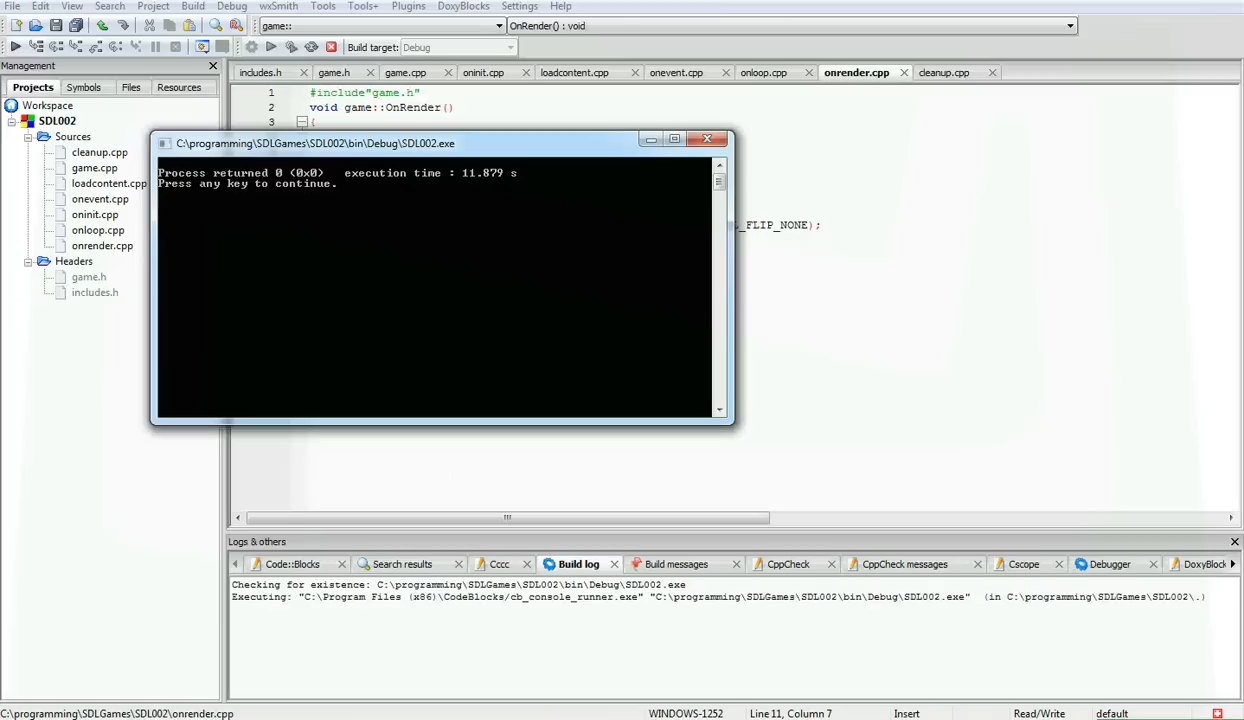 File Edit View Search Project Build Debug wxSmith Tools Tools+ Plugins DoxyBlocks Settings Help
game:: OnRender() : void
Build target: Debug
Management
Projects Symbols Files Resources
Workspace
SDL002
Sources
cleanup.cpp
game.cpp
loadcontent.cpp
onevent.cpp
oninit.cpp
onloop.cpp
onrender.cpp
Headers
game.h
includes.h
includes.h game.h game.cpp oninit.cpp loadcontent.cpp onevent.cpp onloop.cpp onrender.cpp cleanup.cpp
1 #include"game.h"
2 void game::OnRender()
3 {
_FLIP_NONE);
C:\programming\SDLGames\SDL002\bin\Debug\SDL002.exe
Process returned 0 (0x0) execution time : 11.879 s
Press any key to continue.
Logs & others
Code::Blocks Search results Cccc Build log Build messages CppCheck CppCheck messages Cscope Debugger DoxyBlock
Checking for existence: C:\programming\SDLGames\SDL002\bin\Debug\SDL002.exe
Executing: "C:\Program Files (x86)\CodeBlocks/cb_console_runner.exe" "C:\programming\SDLGames\SDL002\bin\Debug\SDL002.exe" (in C:\programming\SDLGames\SDL002\.)
C:\programming\SDLGames\SDL002\onrender.cpp WINDOWS-1252 Line 11, Column 7 Insert Read/Write default